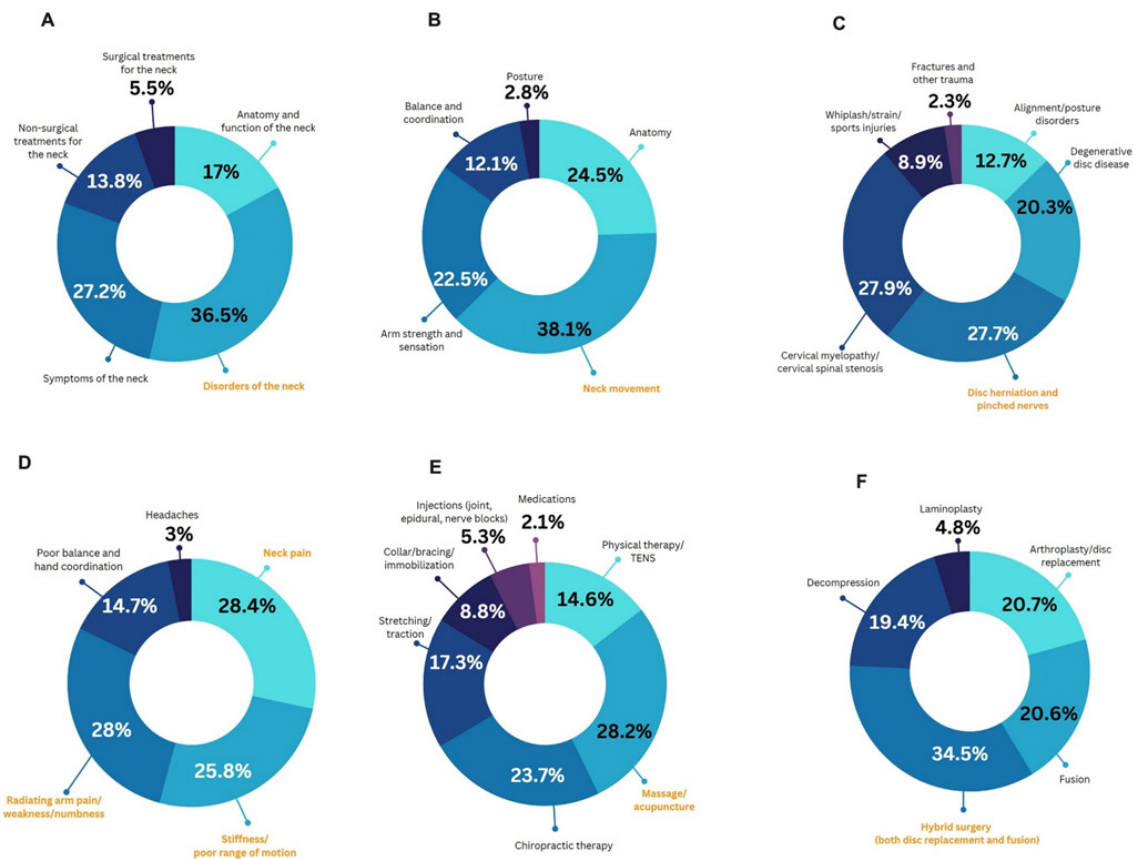 A
Surgical treatments
for the neck
5.5%
Anatomy and
function of the neck
17%
Non-surgical
treatments for
the neck
13.8%
27.2%
36.5%
Symptoms of the neck
Disorders of the neck
B
Posture
2.8%
Balance and
coordination
12.1%
Anatomy
24.5%
22.5%
Arm strength and
sensation
38.1%
Neck movement
C
Fractures and
other trauma
2.3%
Whiplash/strain/
sports injuries
8.9%
Alignment/posture
disorders
12.7%
Degenerative
disc disease
20.3%
27.9%
27.7%
Cervical myelopathy/
cervical spinal stenosis
Disc herniation and
pinched nerves
D
Headaches
3%
Poor balance and
hand coordination
14.7%
Neck pain
28.4%
28%
25.8%
Radiating arm pain/
weakness/numbness
Stiffness/
poor range of motion
E
Injections (joint,
epidural, nerve blocks)
5.3%
Medications
2.1%
Collar/bracing/
immobilization
8.8%
Physical therapy/
TENS
14.6%
Stretching/
traction
17.3%
28.2%
23.7%
Massage/
acupuncture
Chiropractic therapy
F
Laminoplasty
4.8%
Arthroplasty/disc
replacement
20.7%
Decompression
19.4%
20.6%
34.5%
Fusion
Hybrid surgery
(both disc replacement and fusion)